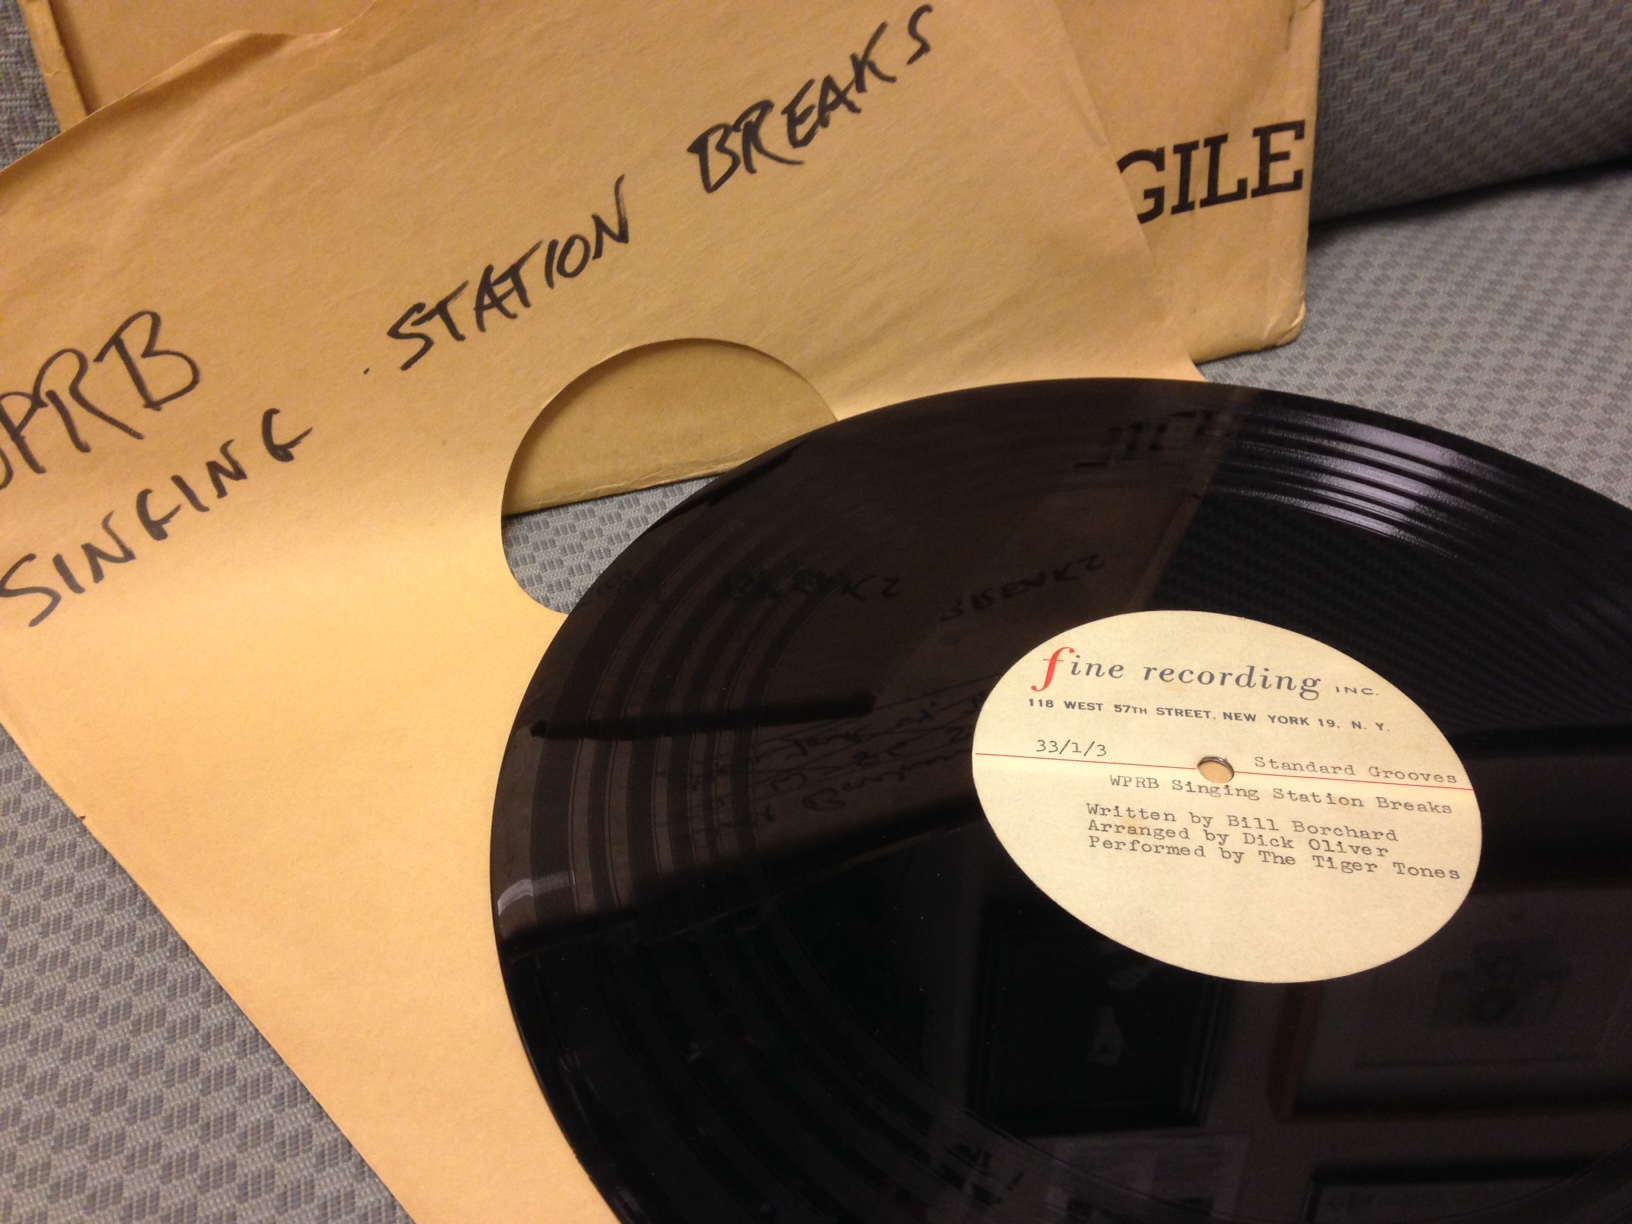 WPRB
SINGING
STATION BREAKS
GILE
fine recording INC.
118 WEST 57TH STREET, NEW YORK 19, N. Y.
33/1/3
Standard Grooves
WPRB Singing Station Breaks
Written by Bill Borchard
Arranged by Dick Oliver
Performed by The Tiger Tones